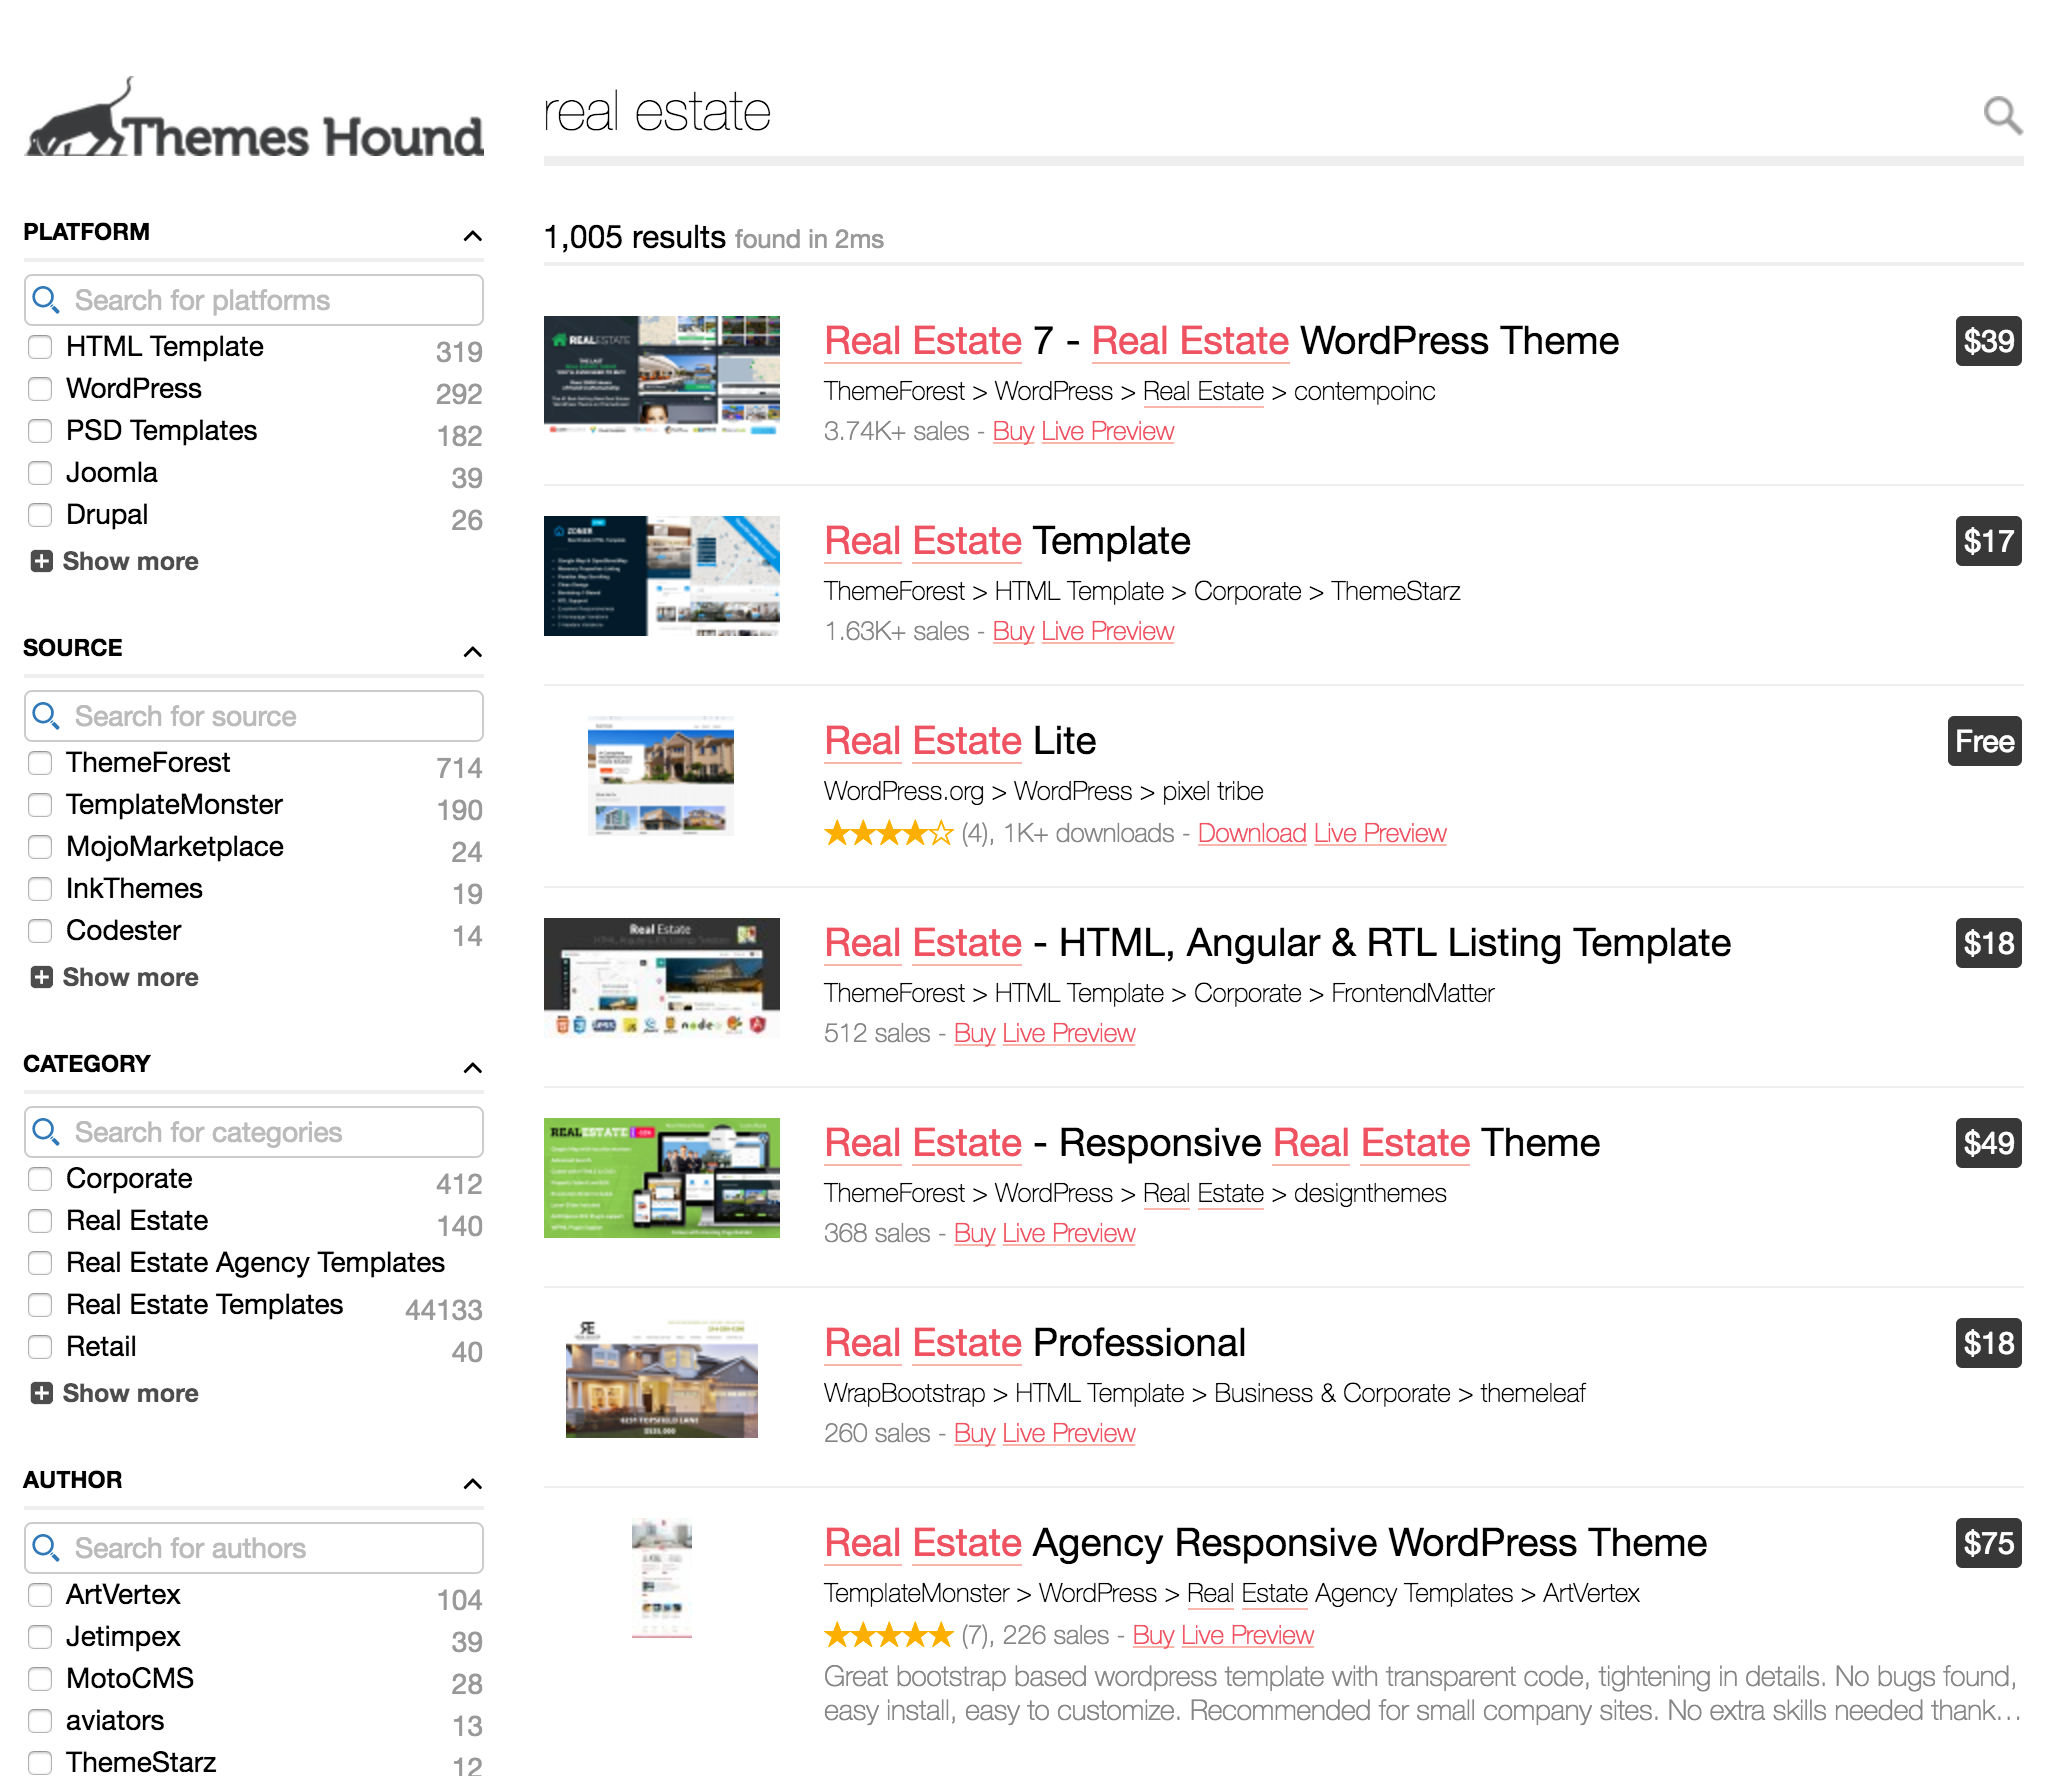 Themes Hound
real estate
PLATFORM
Search for platforms
HTML Template 319
WordPress 292
PSD Templates 182
Joomla 39
Drupal 26
Show more
SOURCE
Search for source
ThemeForest 714
TemplateMonster 190
MojoMarketplace 24
InkThemes 19
Codester 14
Show more
CATEGORY
Search for categories
Corporate 412
Real Estate 140
Real Estate Agency Templates
Real Estate Templates 44133
Retail 40
Show more
AUTHOR
Search for authors
ArtVertex 104
Jetimpex 39
MotoCMS 28
aviators 13
ThemeStarz 12
1,005 results found in 2ms
REALESTATE
Real Estate 7 - Real Estate WordPress Theme $39
ThemeForest > WordPress > Real Estate > contempoinc
3.74K+ sales - Buy Live Preview
ZONER
Real Estate Template $17
ThemeForest > HTML Template > Corporate > ThemeStarz
1.63K+ sales - Buy Live Preview
Real Estate Lite Free
WordPress.org > WordPress > pixel tribe
(4), 1K+ downloads - Download Live Preview
Real Estate
Real Estate - HTML, Angular & RTL Listing Template $18
ThemeForest > HTML Template > Corporate > FrontendMatter
512 sales - Buy Live Preview
REALESTATE
Real Estate - Responsive Real Estate Theme $49
ThemeForest > WordPress > Real Estate > designthemes
368 sales - Buy Live Preview
RE
Real Estate Professional $18
WrapBootstrap > HTML Template > Business & Corporate > themeleaf
260 sales - Buy Live Preview
Real Estate Agency Responsive WordPress Theme $75
TemplateMonster > WordPress > Real Estate Agency Templates > ArtVertex
(7), 226 sales - Buy Live Preview
Great bootstrap based wordpress template with transparent code, tightening in details. No bugs found,
easy install, easy to customize. Recommended for small company sites. No extra skills needed thank…